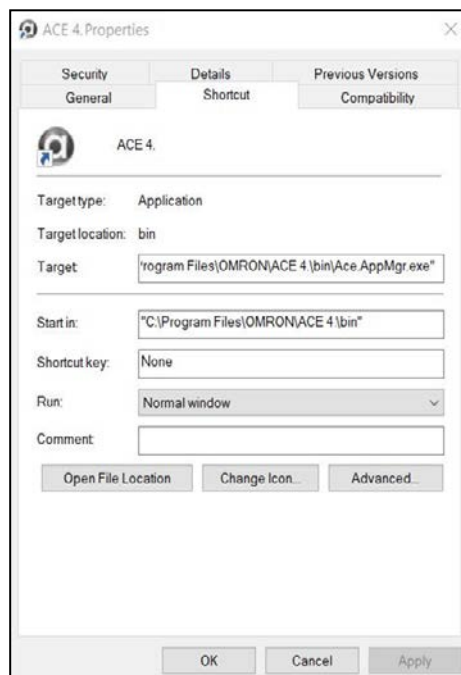 ACE 4. Properties
Security Details Previous Versions
General Shortcut Compatibility
ACE 4.
Target type: Application
Target location: bin
Target: rogram Files\OMRON\ACE 4.\bin\Ace.AppMgr.exe"
Start in: "C:\Program Files\OMRON\ACE 4.\bin"
Shortcut key: None
Run: Normal window
Comment:
Open File Location Change Icon... Advanced...
OK Cancel Apply